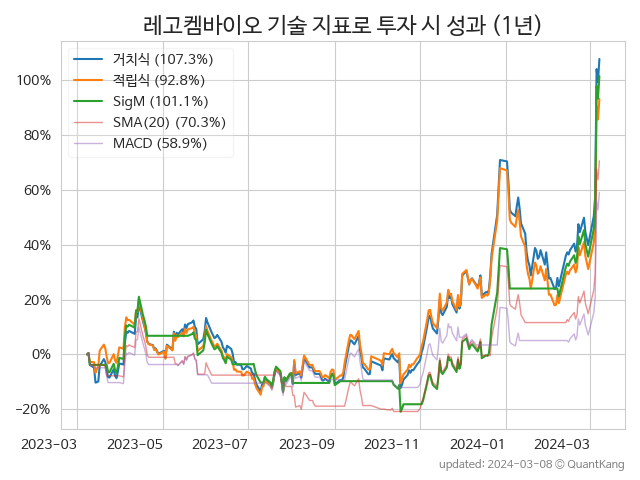 레고켐바이오 기술 지표로 투자 시 성과 (1년)
거치식 (107.3%)
적립식 (92.8%)
SigM (101.1%)
SMA(20) (70.3%)
MACD (58.9%)
100%
80%
60%
40%
20%
0%
−20%
2023-03 2023-05 2023-07 2023-09 2023-11 2024-01 2024-03
updated: 2024-03-08 © QuantKang